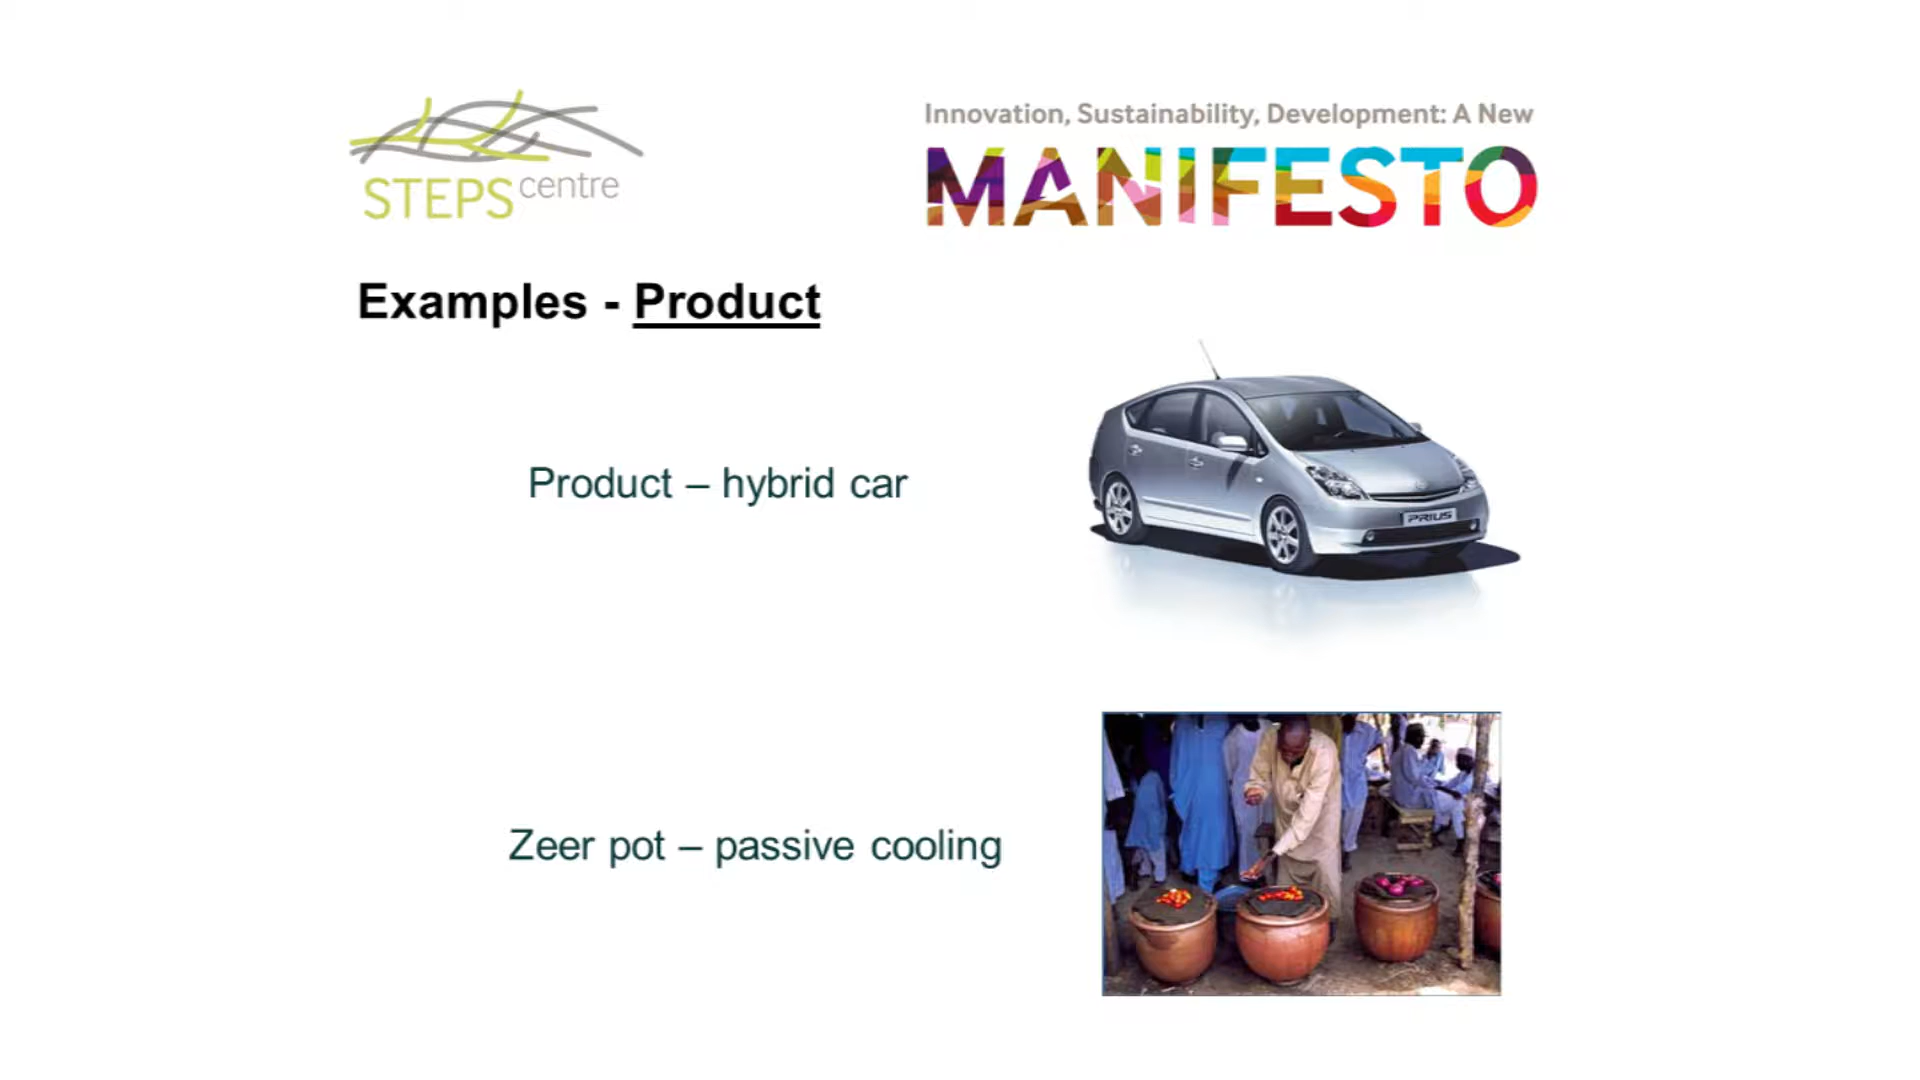 STEPS centre
Innovation, Sustainability, Development: A New
MANIFESTO
Examples - Product
Product – hybrid car
PRIUS
Zeer pot – passive cooling